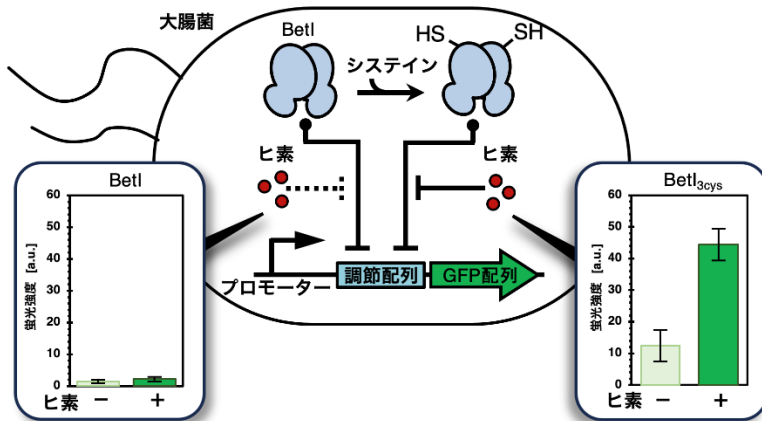 大腸菌
BetI
HS
SH
システイン
ヒ素
ヒ素
プロモーター
調節配列
GFP配列
BetI
蛍光強度 [a.u.]
60
50
40
30
20
10
0
ヒ素 − +
BetI3cys
蛍光強度 [a.u.]
60
50
40
30
20
10
0
ヒ素 − +